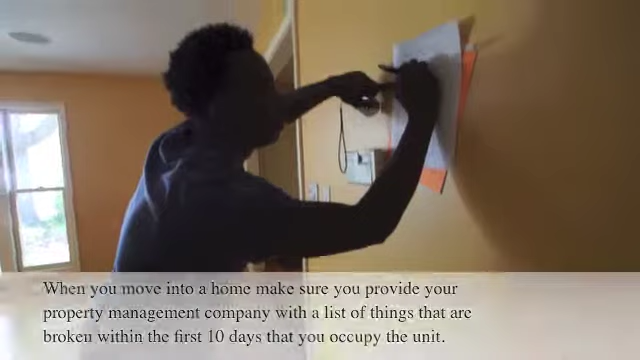 When you move into a home make sure you provide your
property management company with a list of things that are
broken within the first 10 days that you occupy the unit.